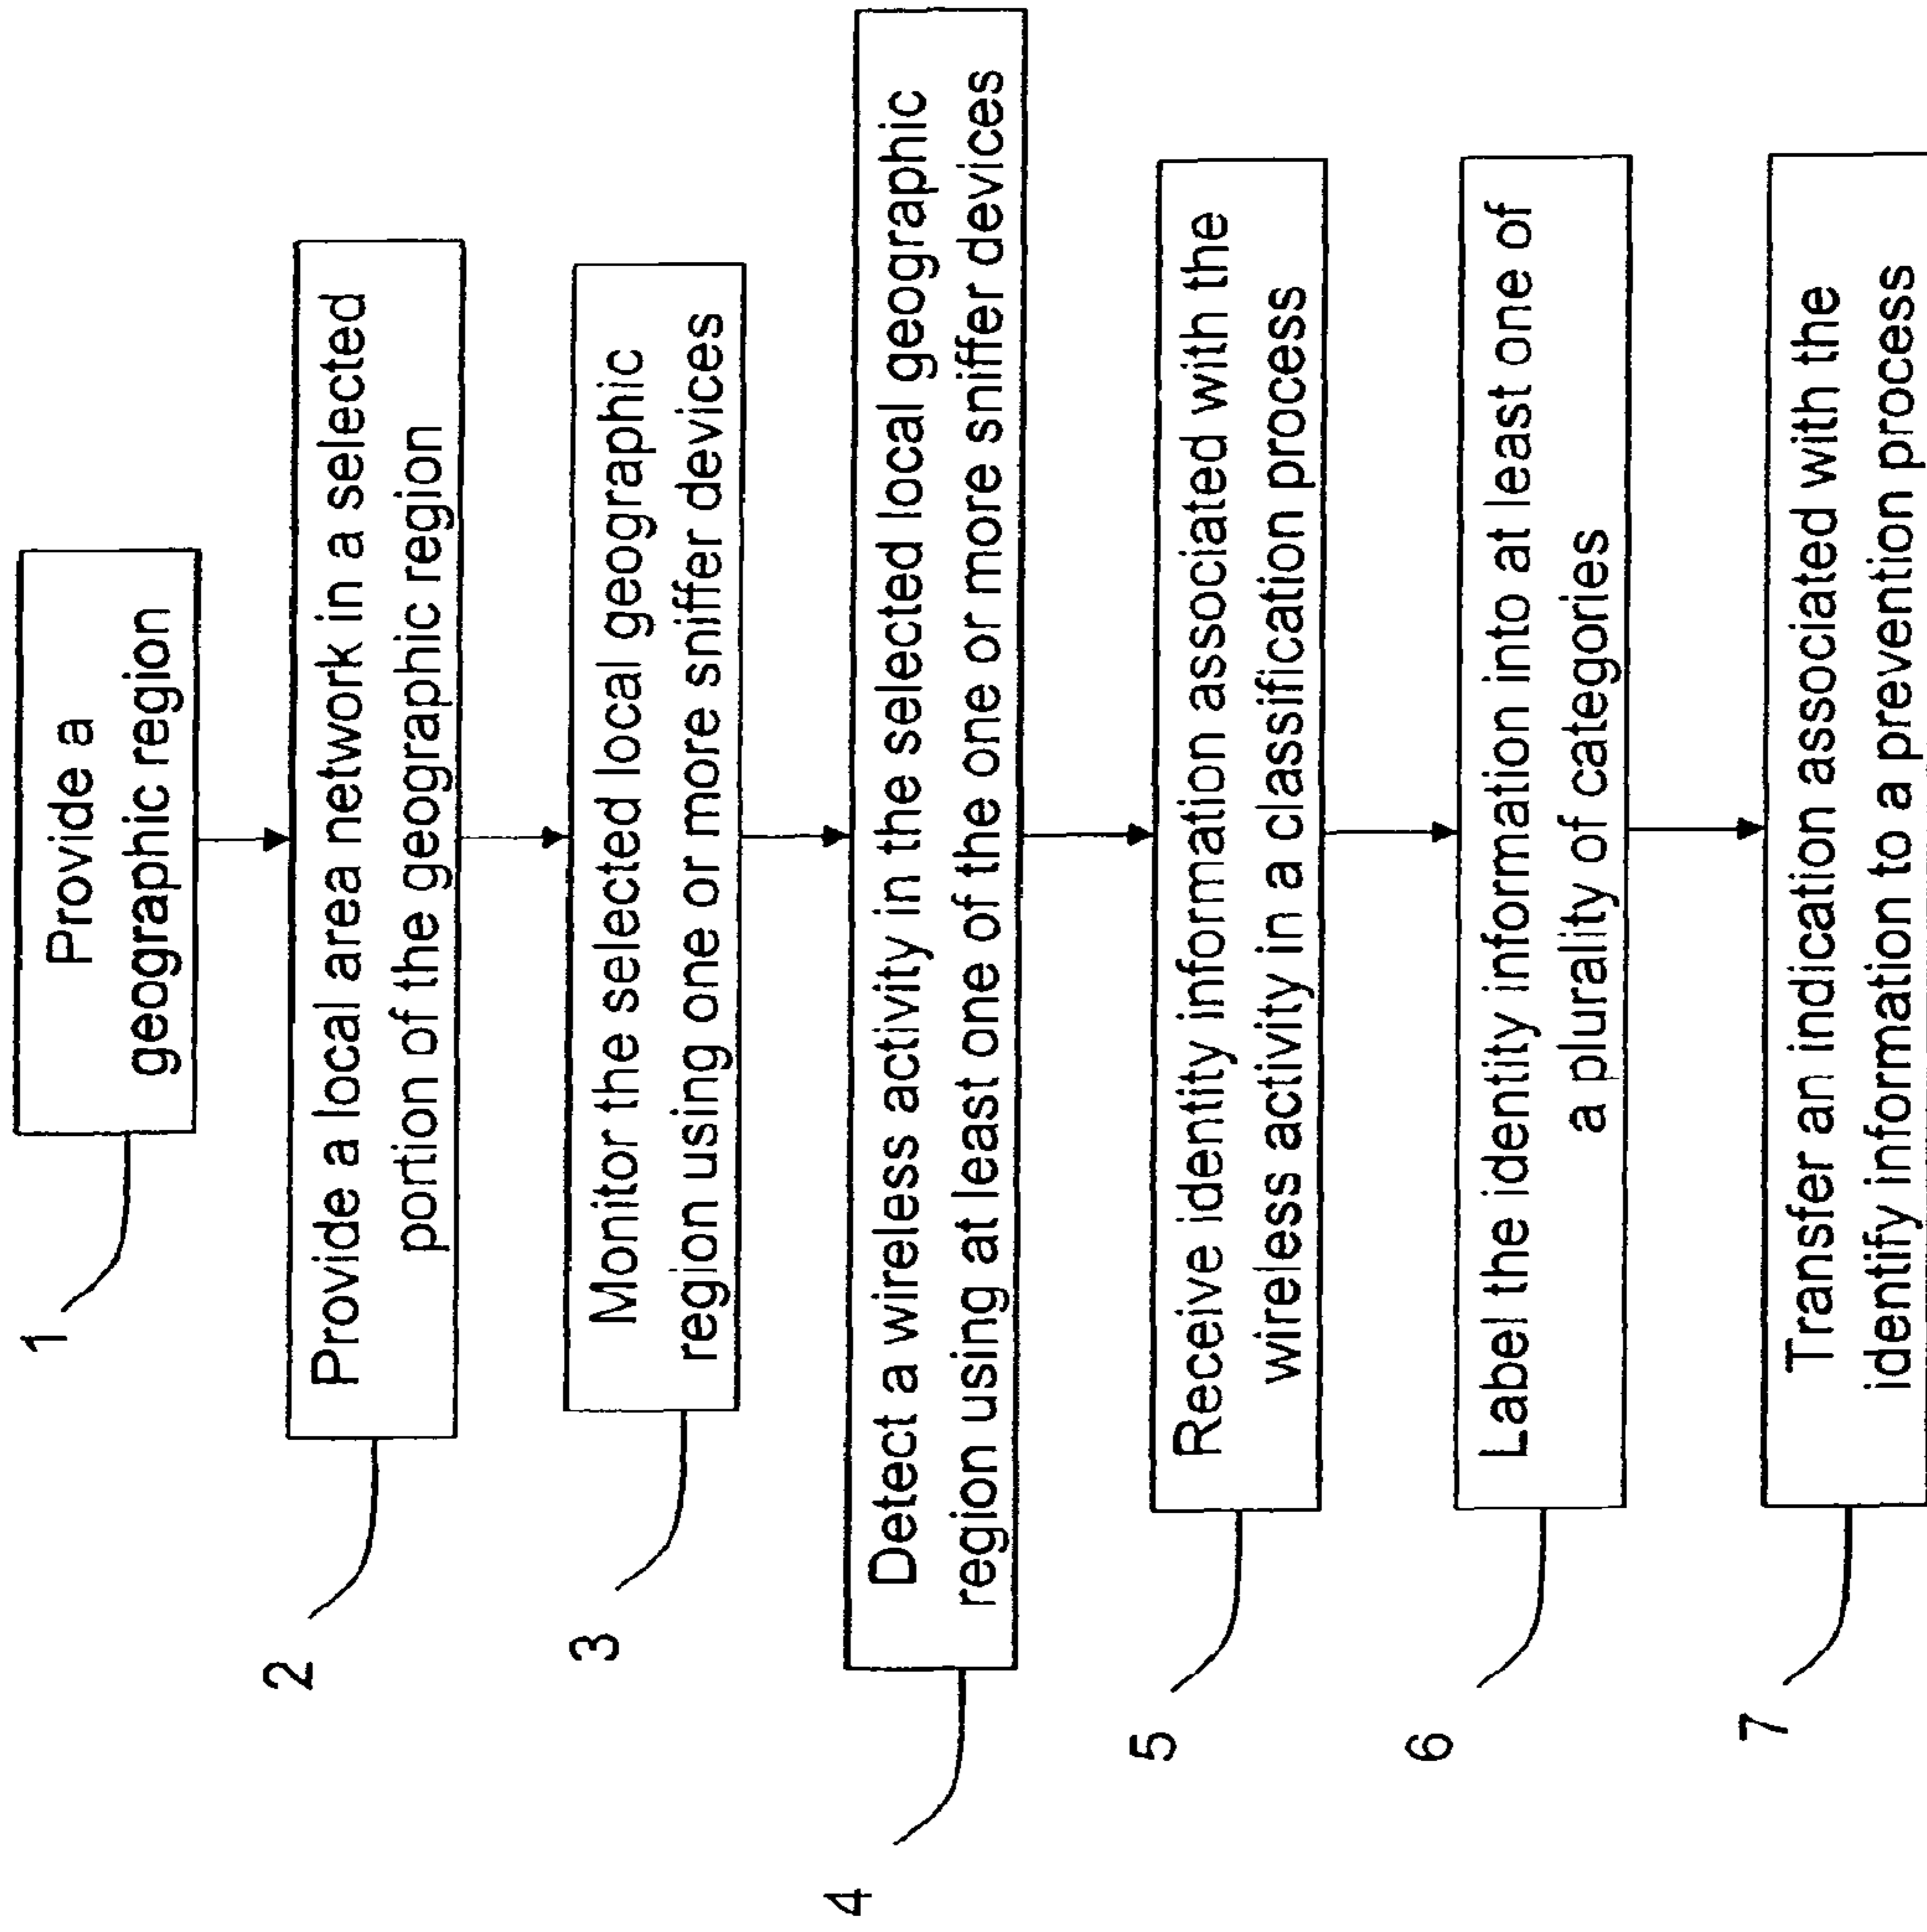 1
Provide a
geographic region
2
Provide a local area network in a selected
portion of the geographic region
3
Monitor the selected local geographic
region using one or more sniffer devices
4
Detect a wireless activity in the selected local geographic
region using at least one of the one or more sniffer devices
5
Receive identity information associated with the
wireless activity in a classification process
6
Label the identity information into at least one of
a plurality of categories
7
Transfer an indication associated with the
identify information to a prevention process